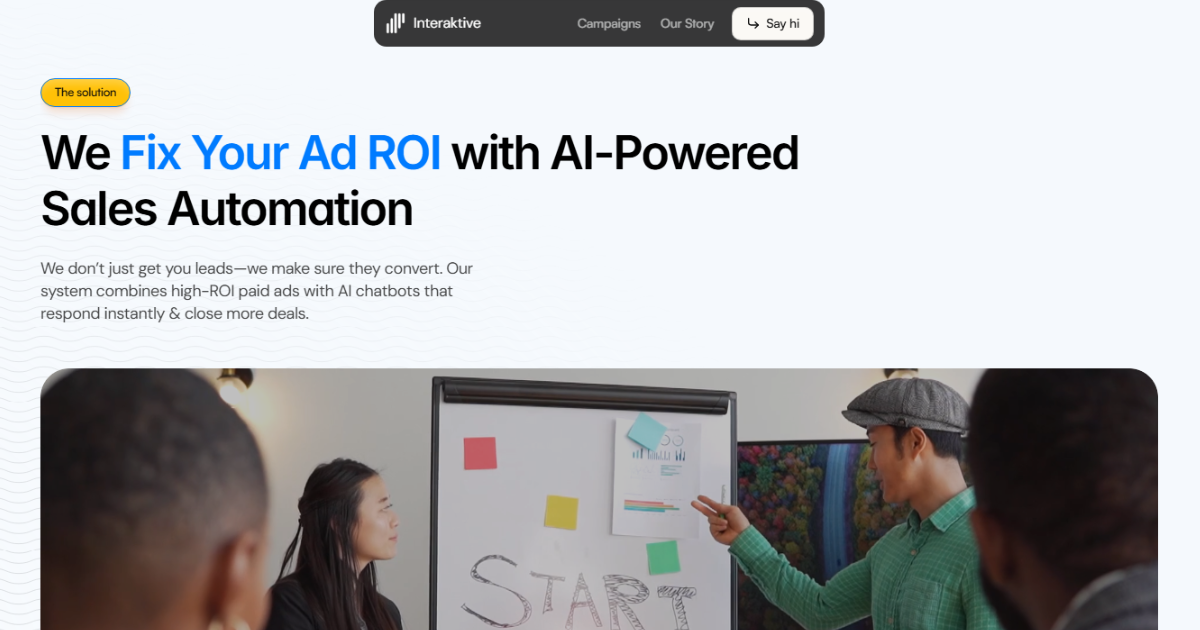 Interaktive
Campaigns
Our Story
Say hi
The solution
We Fix Your Ad ROI with AI-Powered
Sales Automation
We don’t just get you leads—we make sure they convert. Our
system combines high-ROI paid ads with AI chatbots that
respond instantly & close more deals.
START